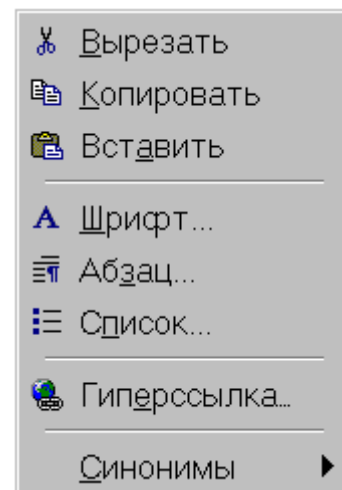 Вырезать
Копировать
Вставить
Шрифт...
Абзац...
Список...
Гиперссылка...
Синонимы